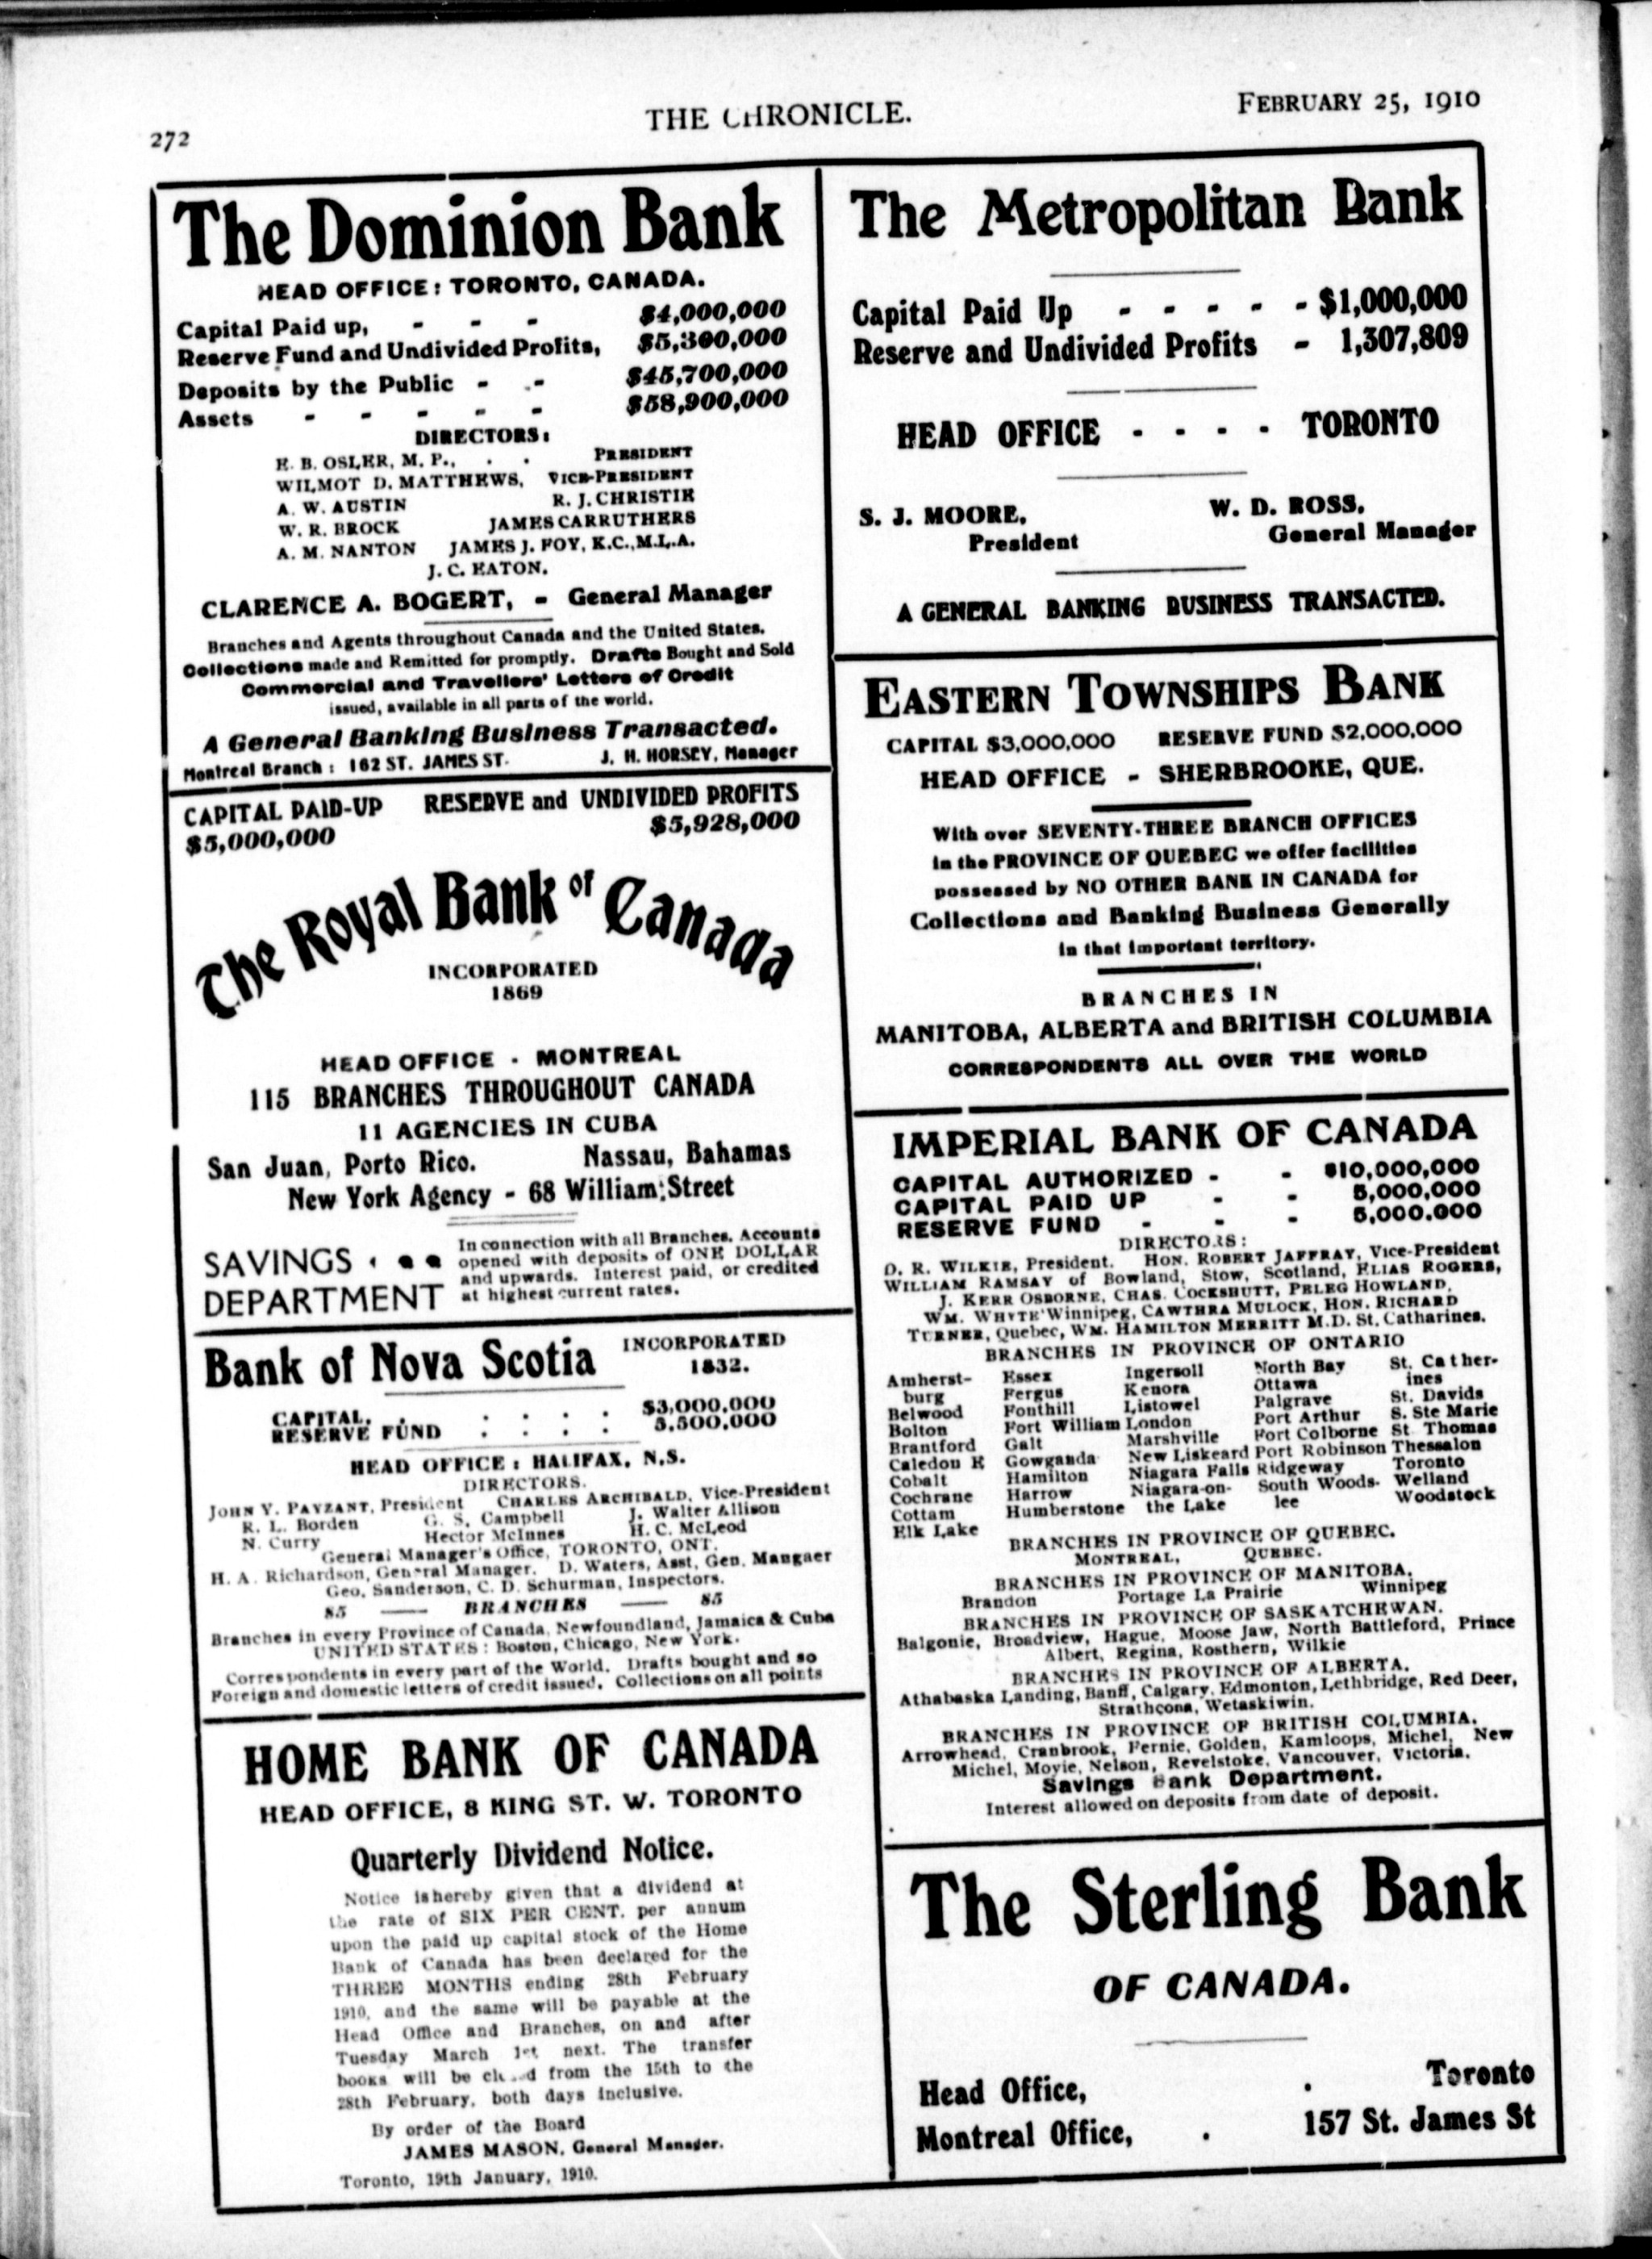 272
THE CHRONICLE.
FEBRUARY 25, 1910
The Dominion Bank
HEAD OFFICE: TORONTO, CANADA.
Capital Paid up, - - - $4,000,000
Reserve Fund and Undivided Profits, $5,300,000
Deposits by the Public - - $45,700,000
Assets - - - - - $58,900,000
DIRECTORS:
E. B. OSLER, M. P., . . PRESIDENT
WILMOT D. MATTHEWS, VICE-PRESIDENT
A. W. AUSTIN R. J. CHRISTIE
W. R. BROCK JAMES CARRUTHERS
A. M. NANTON JAMES J. FOY, K.C., M.L.A.
J. C. EATON.
CLARENCE A. BOGERT, - General Manager
Branches and Agents throughout Canada and the United States.
Collections made and Remitted for promptly. Drafts Bought and Sold
Commercial and Travellers' Letters of Credit
issued, available in all parts of the world.
A General Banking Business Transacted.
Montreal Branch : 162 ST. JAMES ST. J. H. HORSEY, Manager
CAPITAL PAID-UP RESERVE and UNDIVIDED PROFITS
$5,000,000 $5,928,000
The Royal Bank of Canada
INCORPORATED
1869
HEAD OFFICE - MONTREAL
115 BRANCHES THROUGHOUT CANADA
11 AGENCIES IN CUBA
San Juan, Porto Rico. Nassau, Bahamas
New York Agency - 68 William Street
SAVINGS
DEPARTMENT
In connection with all Branches. Accounts
opened with deposits of ONE DOLLAR
and upwards. Interest paid, or credited
at highest current rates.
Bank of Nova Scotia INCORPORATED
1832.
CAPITAL, . : : : : $3,000,000
RESERVE FUND : : : : 5,500,000
HEAD OFFICE : HALIFAX, N.S.
DIRECTORS.
JOHN Y. PAYZANT, President CHARLES ARCHIBALD, Vice-President
R. L. Borden G. S. Campbell J. Walter Allison
N. Curry Hector McInnes H. C. McLeod
General Manager's Office, TORONTO, ONT.
H. A. Richardson, General Manager. D. Waters, Asst. Gen. Mangaer
Geo. Sanderson, C. D. Schurman, Inspectors.
85 —— BRANCHES —— 85
Branches in every Province of Canada, Newfoundland, Jamaica & Cuba
UNITED STATES : Boston, Chicago, New York.
Correspondents in every part of the World. Drafts bought and so
Foreign and domestic letters of credit issued. Collections on all points
HOME BANK OF CANADA
HEAD OFFICE, 8 KING ST. W. TORONTO
Quarterly Dividend Notice.
Notice is hereby given that a dividend at
the rate of SIX PER CENT. per annum
upon the paid up capital stock of the Home
Bank of Canada has been declared for the
THREE MONTHS ending 28th February
1910, and the same will be payable at the
Head Office and Branches, on and after
Tuesday March 1st next. The transfer
books will be closed from the 15th to the
28th February, both days inclusive.
By order of the Board
JAMES MASON, General Manager.
Toronto, 19th January, 1910.
The Metropolitan Bank
Capital Paid Up - - - - - $1,000,000
Reserve and Undivided Profits - 1,307,809
HEAD OFFICE - - - - TORONTO
S. J. MOORE, W. D. ROSS,
President General Manager
A GENERAL BANKING BUSINESS TRANSACTED.
EASTERN TOWNSHIPS BANK
CAPITAL $3,000,000 RESERVE FUND $2,000,000
HEAD OFFICE - SHERBROOKE, QUE.
With over SEVENTY-THREE BRANCH OFFICES
in the PROVINCE OF QUEBEC we offer facilities
possessed by NO OTHER BANK IN CANADA for
Collections and Banking Business Generally
in that important territory.
BRANCHES IN
MANITOBA, ALBERTA and BRITISH COLUMBIA
CORRESPONDENTS ALL OVER THE WORLD
IMPERIAL BANK OF CANADA
CAPITAL AUTHORIZED - - $10,000,000
CAPITAL PAID UP - - 5,000,000
RESERVE FUND - - - 5,000,000
DIRECTORS:
D. R. WILKIE, President. HON. ROBERT JAFFRAY, Vice-President
WILLIAM RAMSAY of Bowland, Stow, Scotland, ELIAS ROGERS,
J. KERR OSBORNE, CHAS. COCKSHUTT, PELEG HOWLAND,
WM. WHYTE Winnipeg, CAWTHRA MULOCK, HON. RICHARD
TURNER, Quebec, WM. HAMILTON MERRITT M.D. St. Catharines.
BRANCHES IN PROVINCE OF ONTARIO
Amherst- Essex Ingersoll North Bay St. Cather-
burg Fergus Kenora Ottawa ines
Belwood Fonthill Listowel Palgrave St. Davids
Bolton Fort William London Port Arthur S. Ste Marie
Brantford Galt Marshville Port Colborne St Thomas
Caledon E Gowganda New Liskeard Port Robinson Thessalon
Cobalt Hamilton Niagara Falls Ridgeway Toronto
Cochrane Harrow Niagara-on- South Woods- Welland
Cottam Humberstone the Lake lee Woodstock
Elk Lake
BRANCHES IN PROVINCE OF QUEBEC.
MONTREAL, QUEBEC.
BRANCHES IN PROVINCE OF MANITOBA.
Brandon Portage La Prairie Winnipeg
BRANCHES IN PROVINCE OF SASKATCHEWAN.
Balgonie, Broadview, Hague, Moose Jaw, North Battleford, Prince
Albert, Regina, Rosthern, Wilkie
BRANCHES IN PROVINCE OF ALBERTA.
Athabaska Landing, Banff, Calgary, Edmonton, Lethbridge, Red Deer,
Strathcona, Wetaskiwin.
BRANCHES IN PROVINCE OF BRITISH COLUMBIA.
Arrowhead, Cranbrook, Fernie, Golden, Kamloops, Michel, New
Michel, Moyie, Nelson, Revelstoke, Vancouver, Victoria.
Savings Bank Department.
Interest allowed on deposits from date of deposit.
The Sterling Bank
OF CANADA.
Head Office, . Toronto
Montreal Office, . 157 St. James St